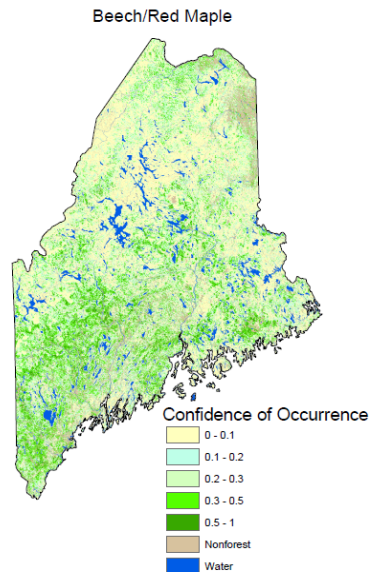 Beech/Red Maple
Confidence of Occurrence
0 - 0.1
0.1 - 0.2
0.2 - 0.3
0.3 - 0.5
0.5 - 1
Nonforest
Water